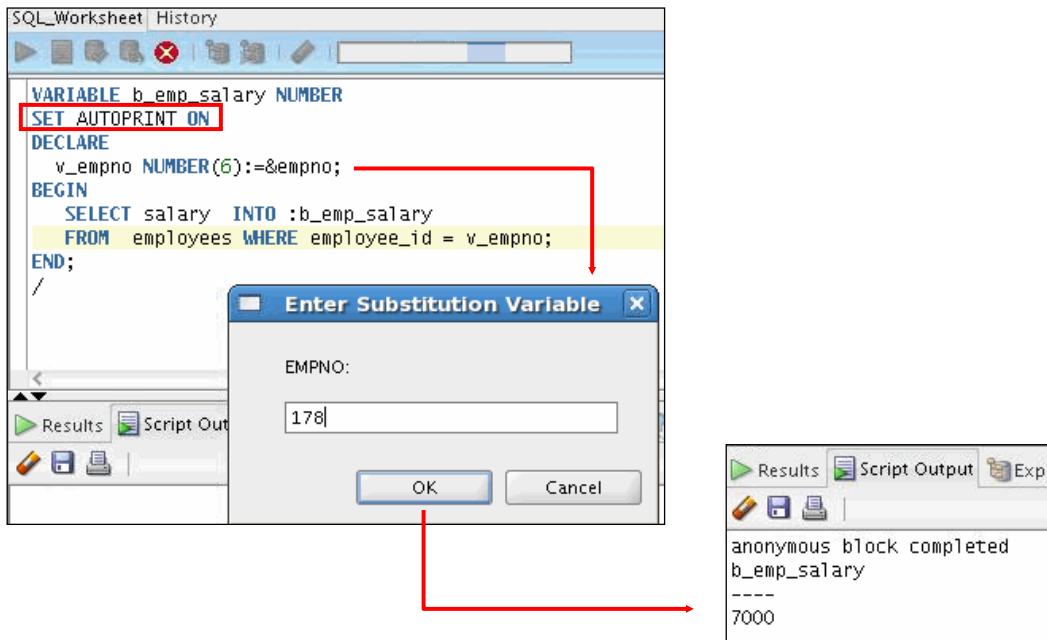 SQL_Worksheet History
VARIABLE b_emp_salary NUMBER
SET AUTOPRINT ON
DECLARE
v_empno NUMBER(6):=&empno;
BEGIN
SELECT salary  INTO :b_emp_salary
FROM  employees WHERE employee_id = v_empno;
END;
/
Enter Substitution Variable
EMPNO:
178
OK Cancel
Results Script Out
Results Script Output Exp
anonymous block completed
b_emp_salary
----
7000